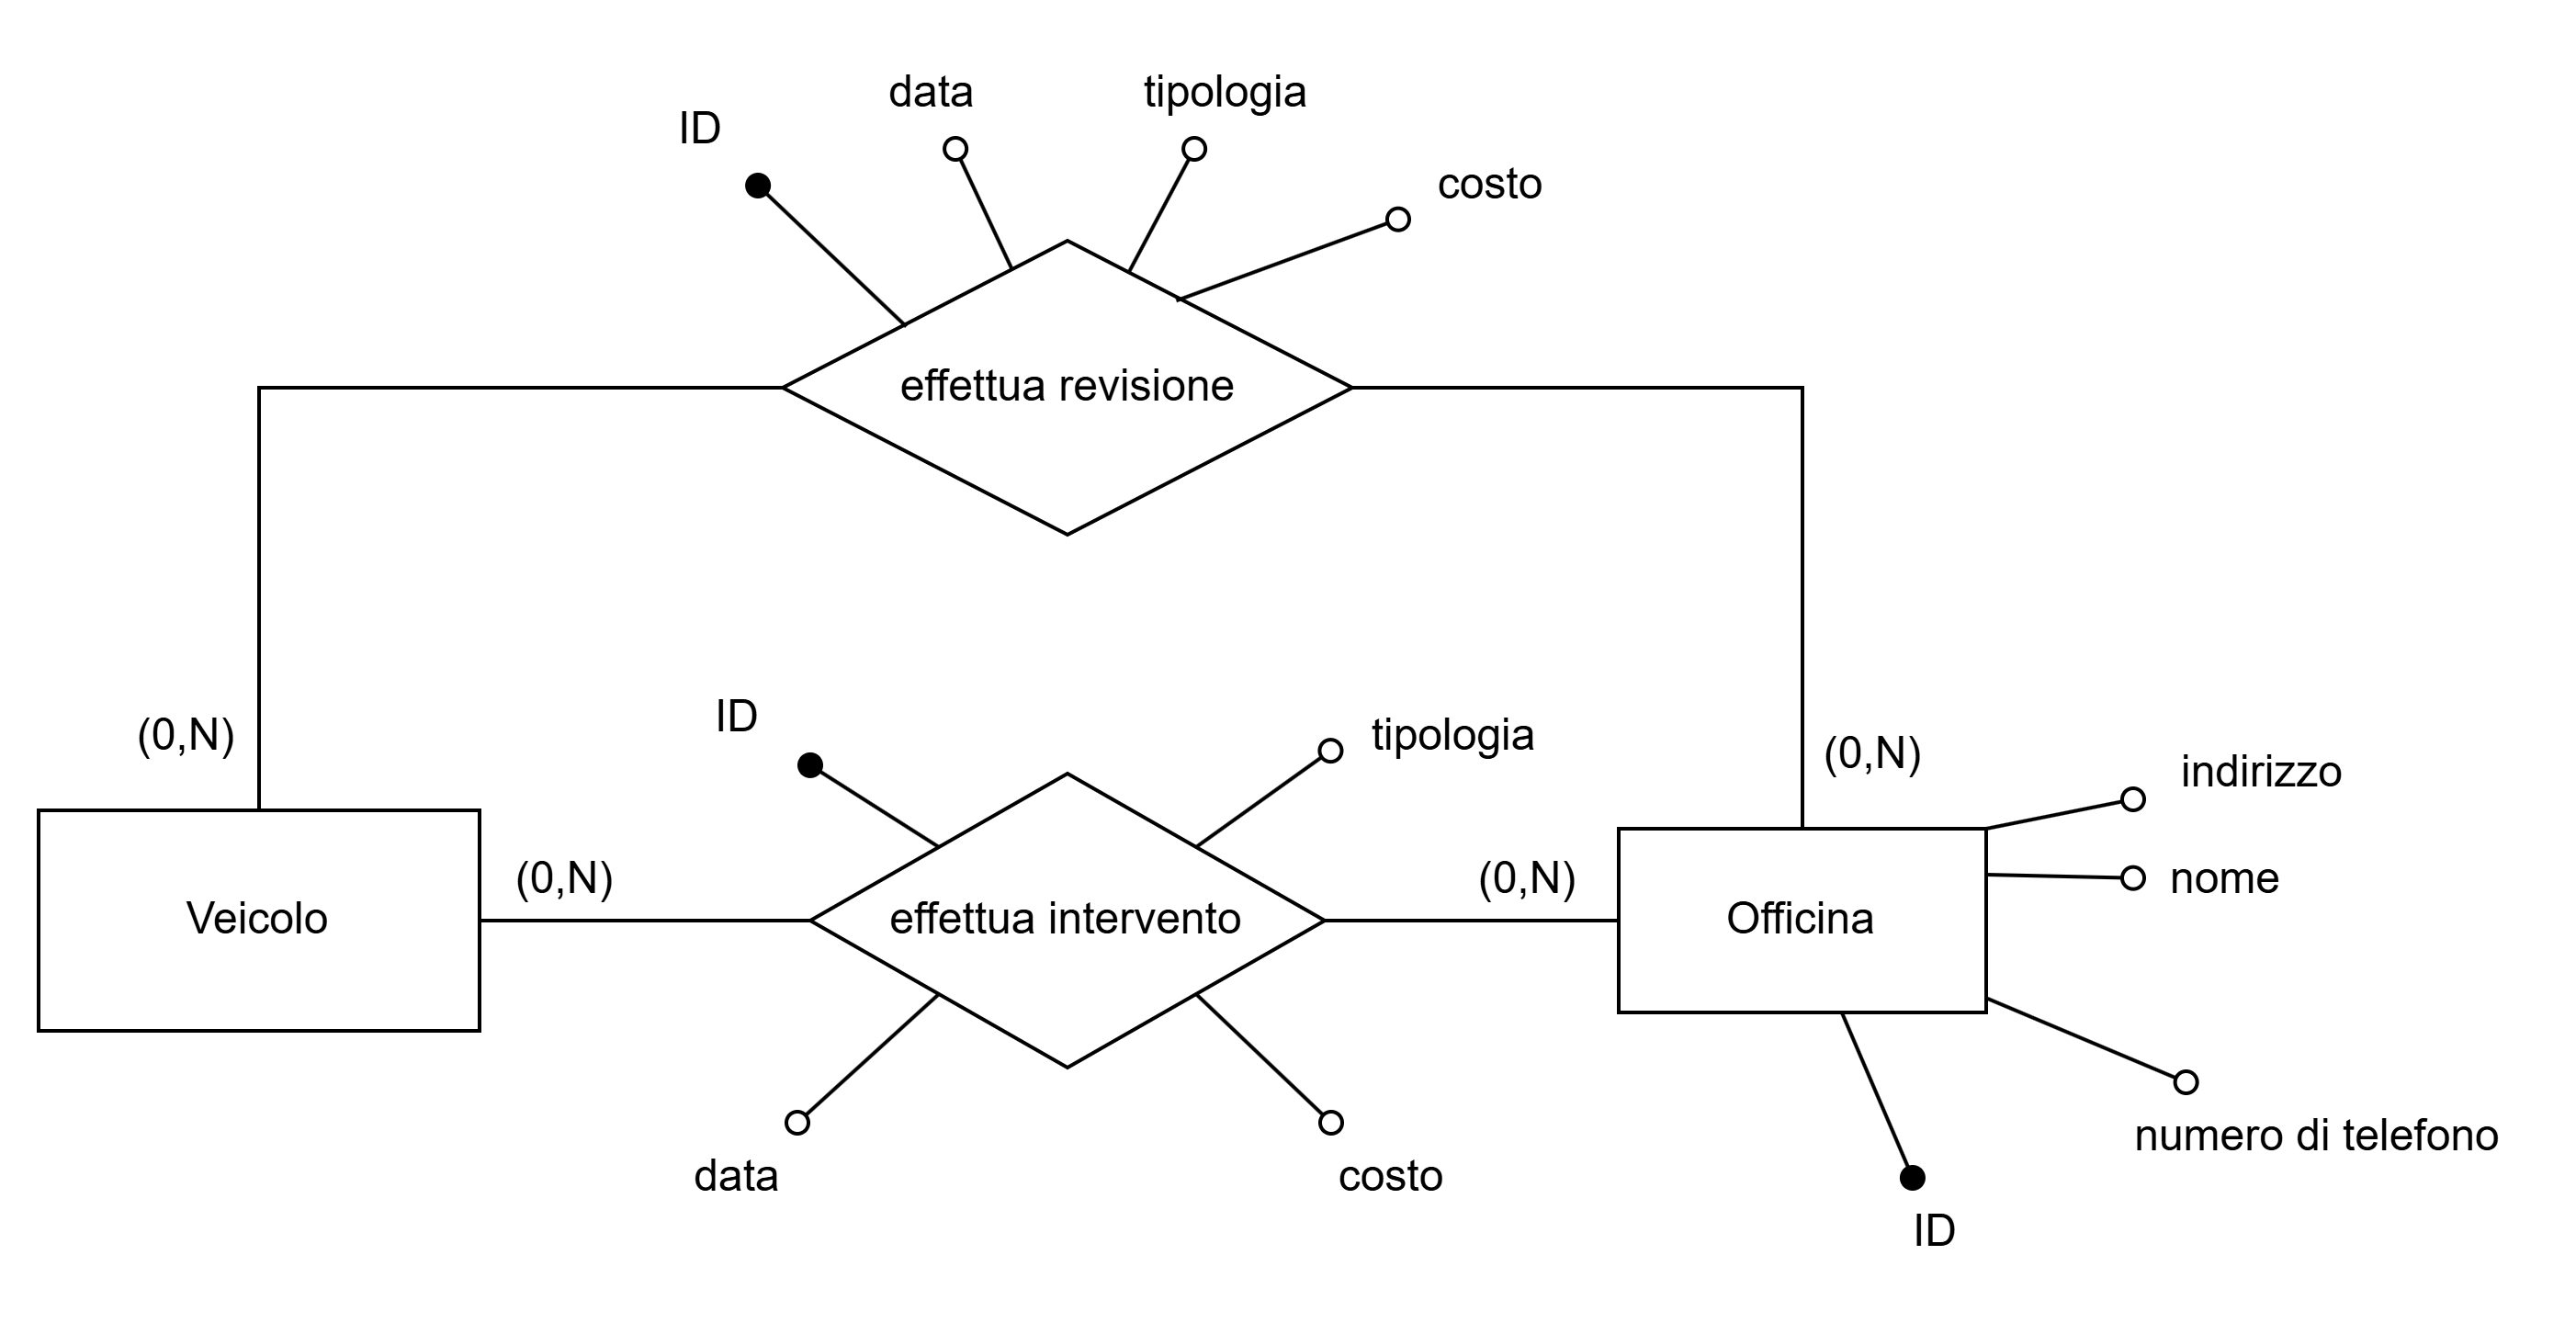 data
tipologia
ID
costo
effettua revisione
ID
tipologia
(0,N)
(0,N)
indirizzo
(0,N)
(0,N)
nome
Veicolo
effettua intervento
Officina
numero di telefono
data
costo
ID